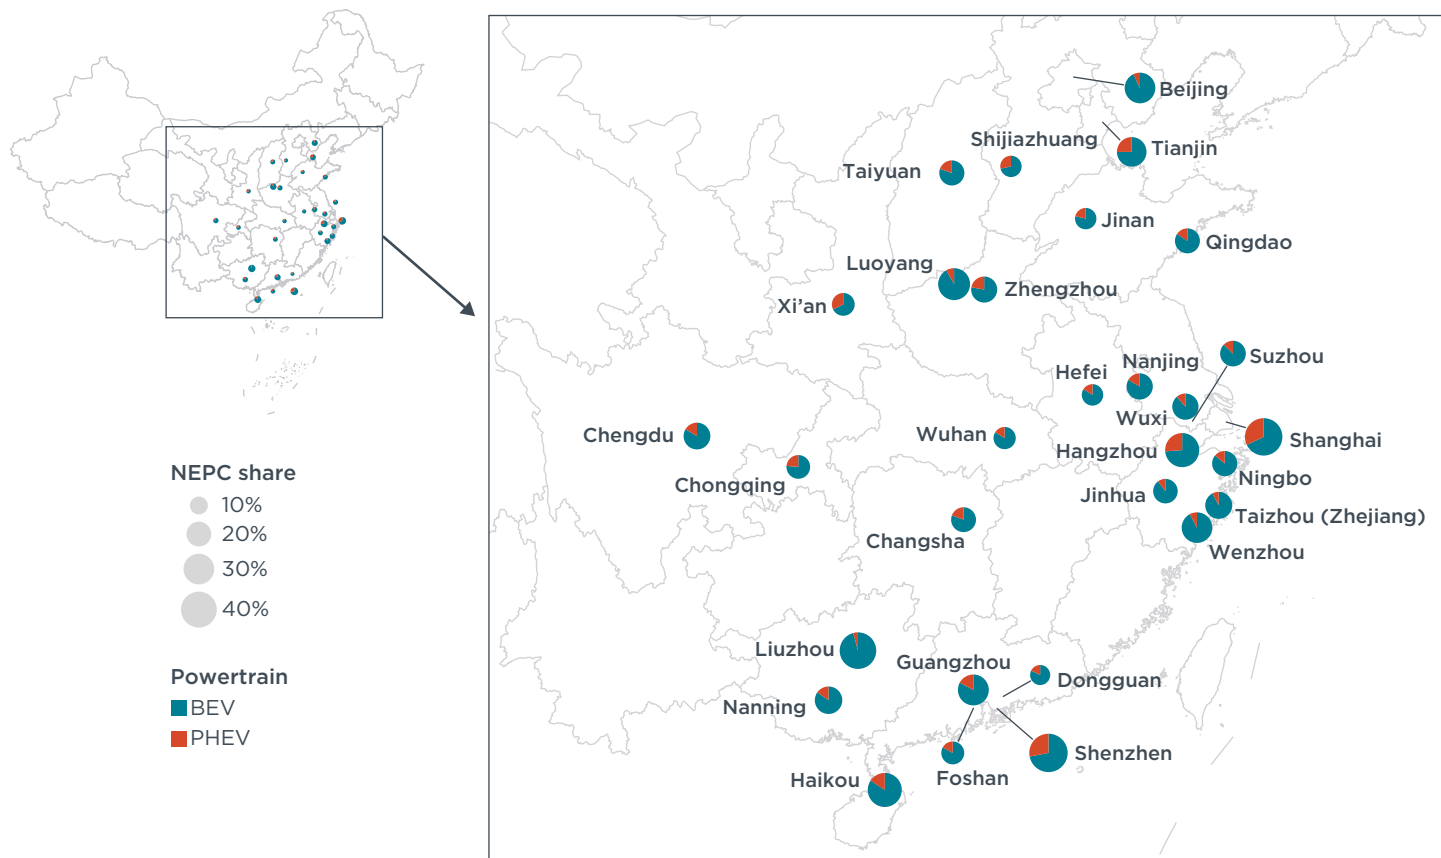 NEPC share
10%
20%
30%
40%
Powertrain
BEV
PHEV
Beijing
Shijiazhuang
Tianjin
Taiyuan
Jinan
Qingdao
Luoyang
Zhengzhou
Xi’an
Suzhou
Nanjing
Hefei
Wuxi
Chengdu
Wuhan
Shanghai
Hangzhou
Chongqing
Ningbo
Jinhua
Taizhou (Zhejiang)
Changsha
Wenzhou
Liuzhou
Guangzhou
Dongguan
Nanning
Shenzhen
Haikou
Foshan